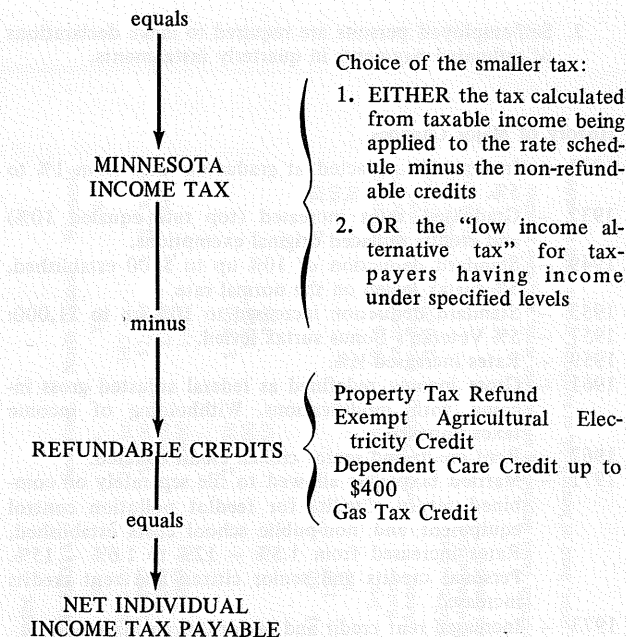 equals
Choice of the smaller tax:
1. EITHER the tax calculated
from taxable income being
applied to the rate sched-
ule minus the non-refund-
able credits
2. OR the "low income al-
ternative tax" for tax-
payers having income
under specified levels
MINNESOTA
INCOME TAX
minus
Property Tax Refund
Exempt Agricultural Elec-
tricity Credit
Dependent Care Credit up to
$400
Gas Tax Credit
REFUNDABLE CREDITS
equals
NET INDIVIDUAL
INCOME TAX PAYABLE